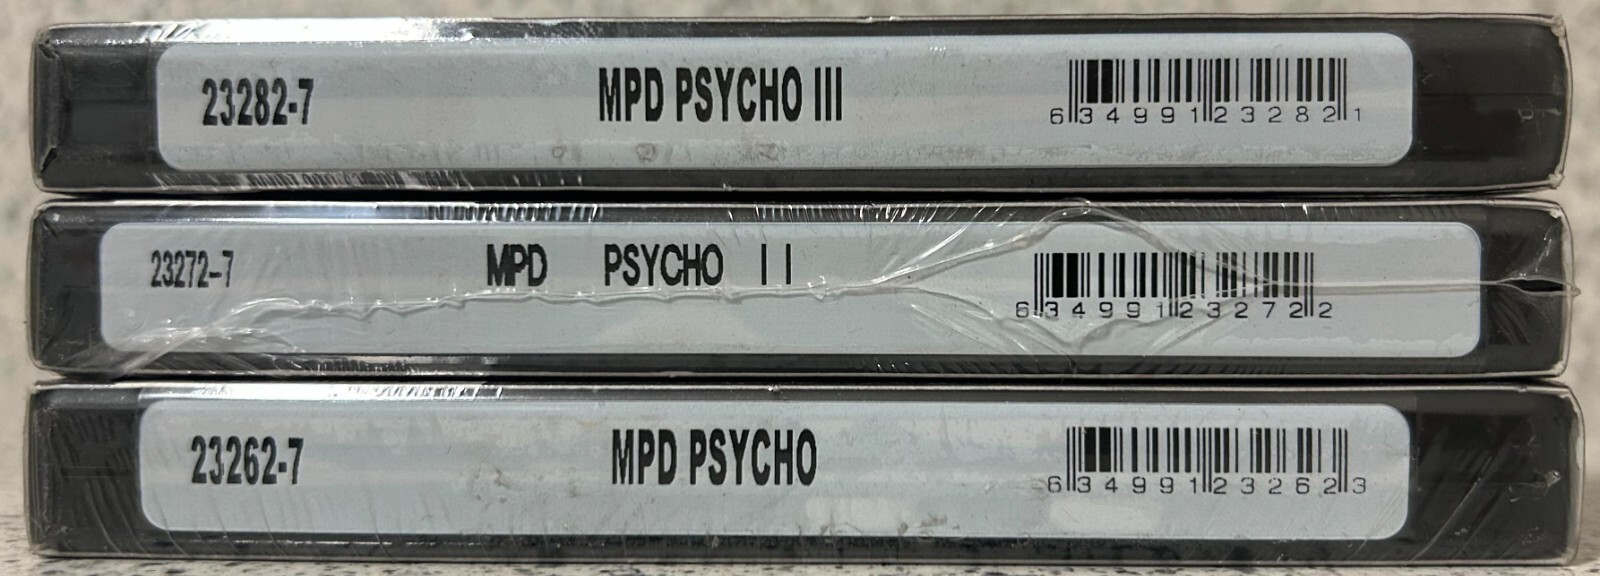 23282-7 MPD PSYCHO III 6 34991 23282 1
23272-7 MPD PSYCHO II 6 34991 23272 2
23262-7 MPD PSYCHO 6 34991 23262 3